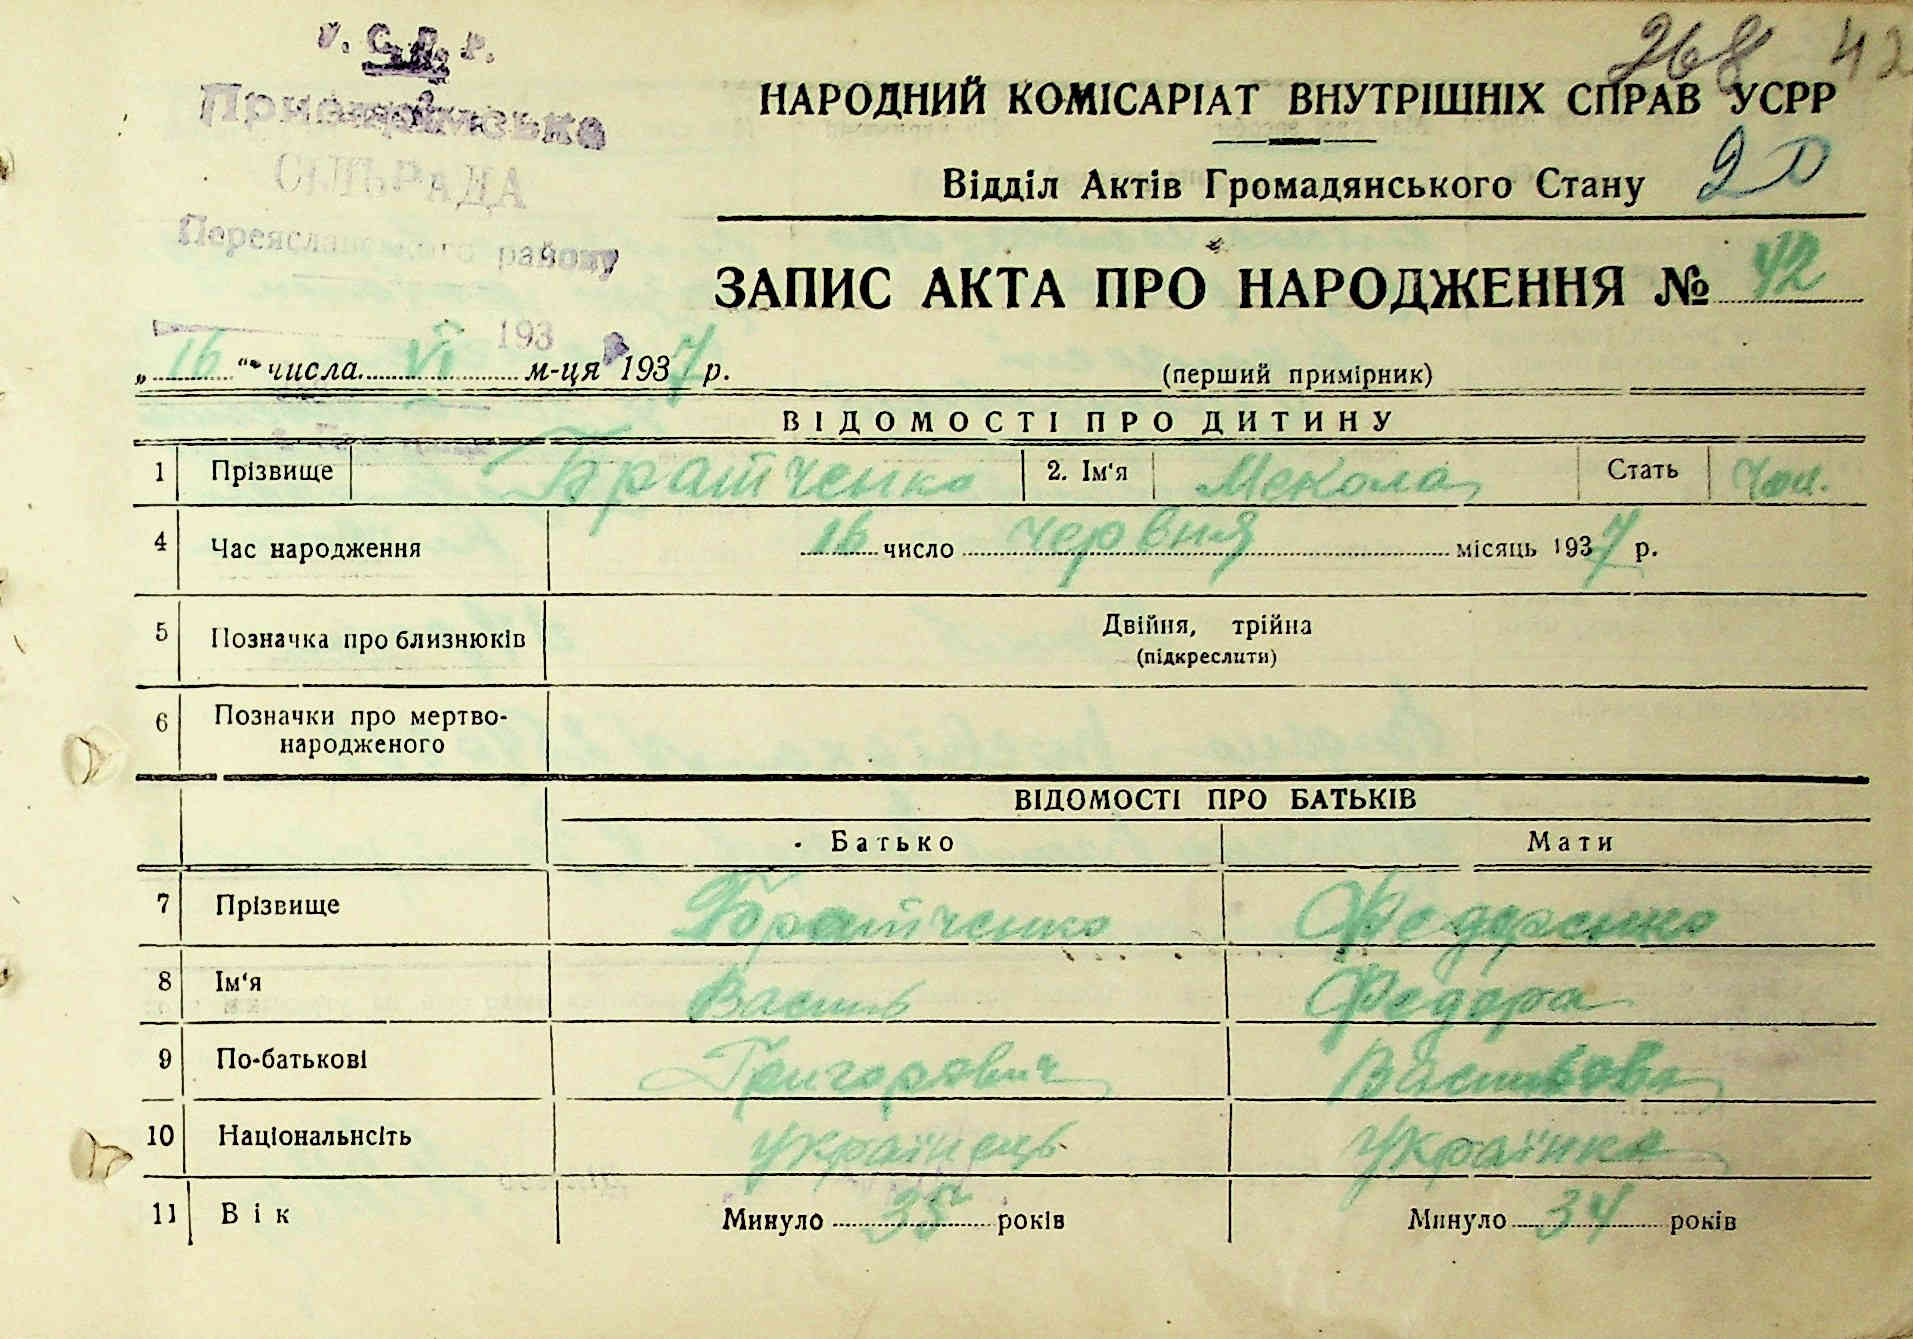 У. С. Р. Р.
268 42
НАРОДНИЙ КОМІСАРІАТ ВНУТРІШНІХ СПРАВ УСРР
СІЛЬРАДА
Відділ Актів Громадянського Стану 20
Переяславського району
ЗАПИС АКТА ПРО НАРОДЖЕННЯ № 42
193
„ 16 “ числа VI м-ця 1937 р.
(перший примірник)
ВІДОМОСТІ ПРО ДИТИНУ
1 Прізвище Братченко 2. Ім'я Мекола Стать Чол.
4 Час народження 16 число червня місяць 1937 р.
5 Позначка про близнюків Двійня, трійна
(підкреслити)
6 Позначки про мертво-
народженого
ВІДОМОСТІ ПРО БАТЬКІВ
Батько Мати
7 Прізвище Братченко Федоренко
8 Ім'я Василь Федора
9 По-батькові Григорович Василівова
10 Національнсіть Українець Українка
11 Вік Минуло 35 років Минуло 34 років